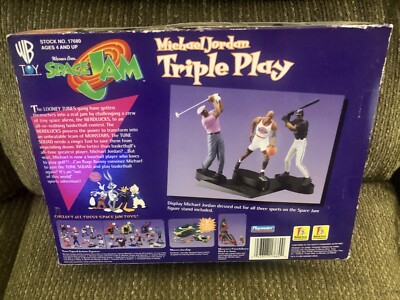 WB
TOY
STOCK NO. 17680
AGES 4 AND UP
Warner Bros.
SPACE JAM
Michael Jordan
Triple Play
The LOONEY TUNES gang have gotten
themselves into a real jam by challenging a crew
of tiny space aliens, the NERDLUCKS, to an
all-or-nothing basketball contest. The
NERDLUCKS possess the power to transform into
an unbeatable team of MONSTARS. The TUNE
SQUAD needs a ringer fast to save them from
impending doom. Who better than basketball's
all-time greatest player, Michael Jordan? But
wait, Michael is now a baseball player who loves
to play golf!!! Can Bugs Bunny convince Michael
to join the TUNE SQUAD and play basketball
again? It's an "out
of this world"
sports adventure!
Display Michael Jordan dressed out for all three sports on the Space Jam
figure stand included.
COLLECT ALL THESE SPACE JAM TOYS!
Playmates